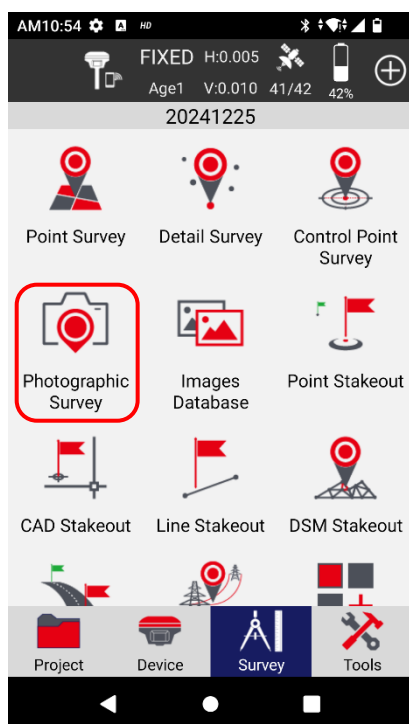 AM10:54 HD
FIXED H:0.005
Age1 V:0.010 41/42 42%
20241225
Point Survey Detail Survey Control Point Survey
Photographic Survey Images Database Point Stakeout
CAD Stakeout Line Stakeout DSM Stakeout
Project Device Survey Tools